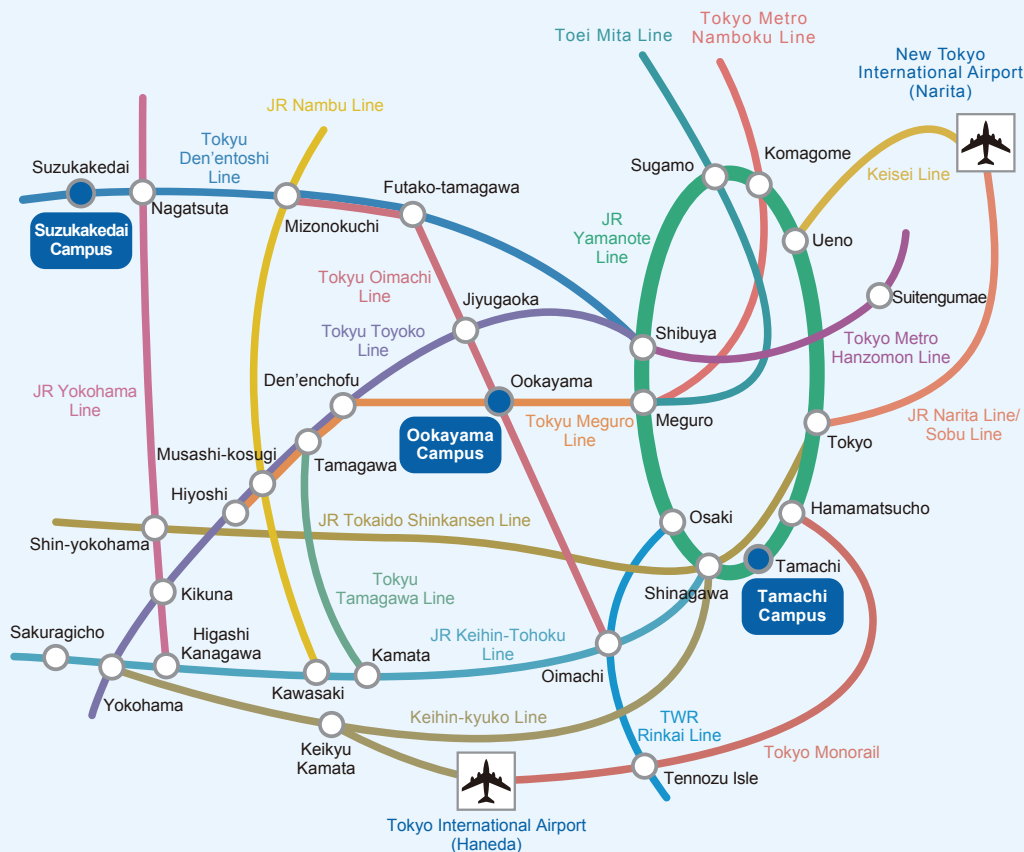 Tokyo Metro
Namboku Line
Toei Mita Line
New Tokyo
International Airport
(Narita)
JR Nambu Line
Tokyu
Den’entoshi
Line
Suzukakedai
Suzukakedai
Campus
Nagatsuta
Mizonokuchi
Futako-tamagawa
Sugamo
Komagome
Keisei Line
JR
Yamanote
Line
Ueno
Tokyu Oimachi
Line
Jiyugaoka
Suitengumae
Tokyu Toyoko
Line
Shibuya
Tokyo Metro
Hanzomon Line
JR Yokohama
Line
Den’enchofu
Ookayama
Ookayama
Campus
Tokyu Meguro
Line
Meguro
JR Narita Line/
Sobu Line
Tokyo
Musashi-kosugi
Tamagawa
Hiyoshi
JR Tokaido Shinkansen Line
Shin-yokohama
Osaki
Hamamatsucho
Tamachi
Tamachi
Campus
Shinagawa
Tokyu
Tamagawa Line
Kikuna
Sakuragicho
Higashi
Kanagawa
Kamata
JR Keihin-Tohoku
Line
Oimachi
Yokohama
Kawasaki
Keihin-kyuko Line
Keikyu
Kamata
TWR
Rinkai Line
Tokyo Monorail
Tennozu Isle
Tokyo International Airport
(Haneda)